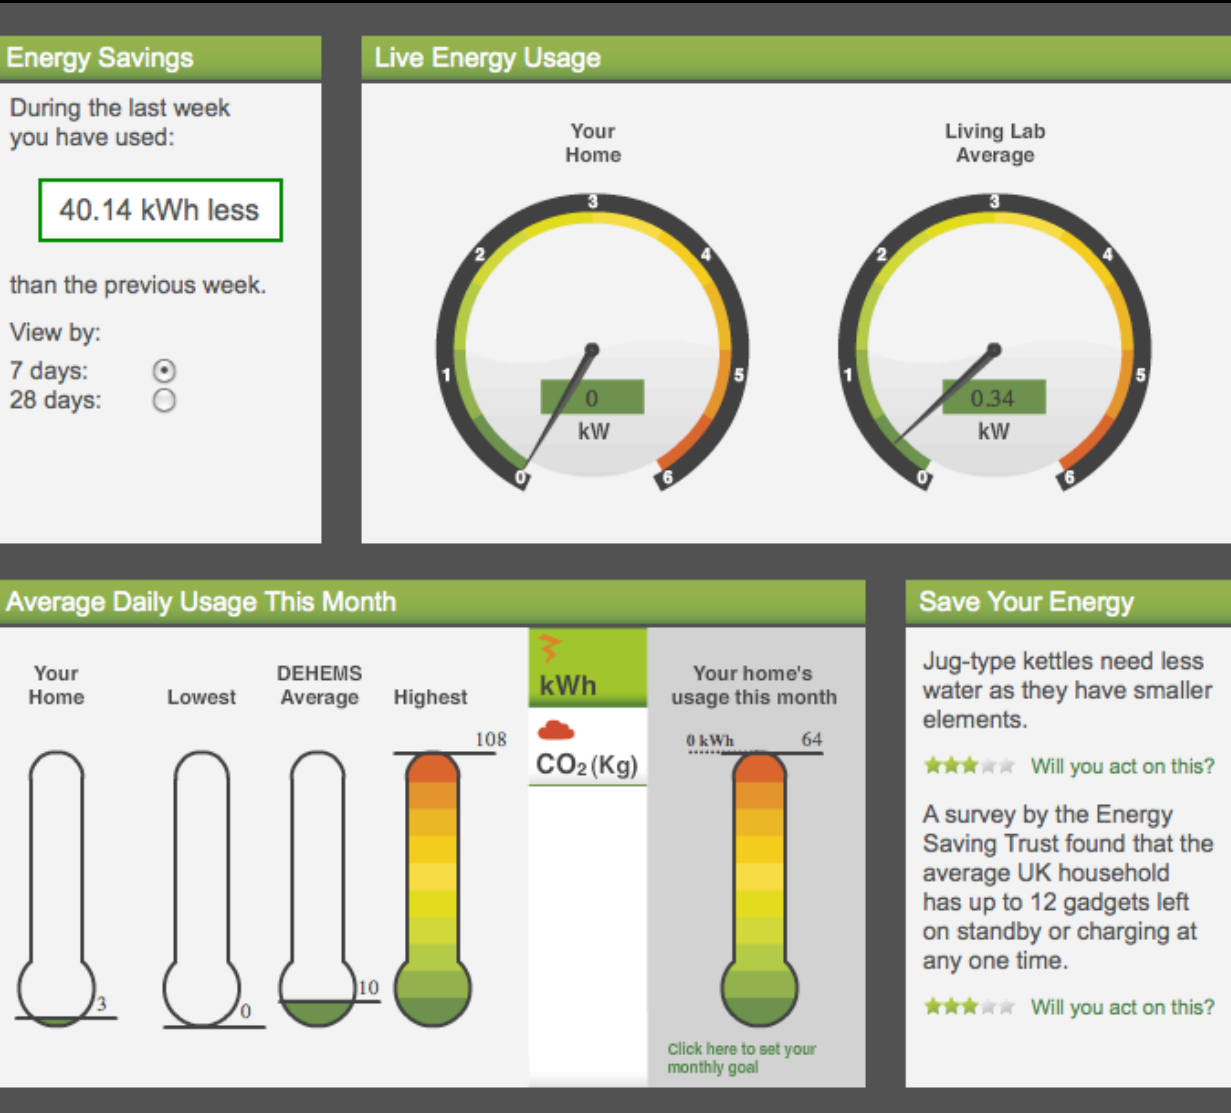 Energy Savings
During the last week
you have used:
40.14 kWh less
than the previous week.
View by:
7 days:
28 days:
Live Energy Usage
Your
Home
0
1
2
3
4
5
6
0
kW
Living Lab
Average
0
1
2
3
4
5
6
0.34
kW
Average Daily Usage This Month
Your
Home
3
Lowest
0
DEHEMS
Average
10
Highest
108
kWh
CO₂(Kg)
Your home's
usage this month
0 kWh 64
Click here to set your
monthly goal
Save Your Energy
Jug-type kettles need less
water as they have smaller
elements.
Will you act on this?
A survey by the Energy
Saving Trust found that the
average UK household
has up to 12 gadgets left
on standby or charging at
any one time.
Will you act on this?